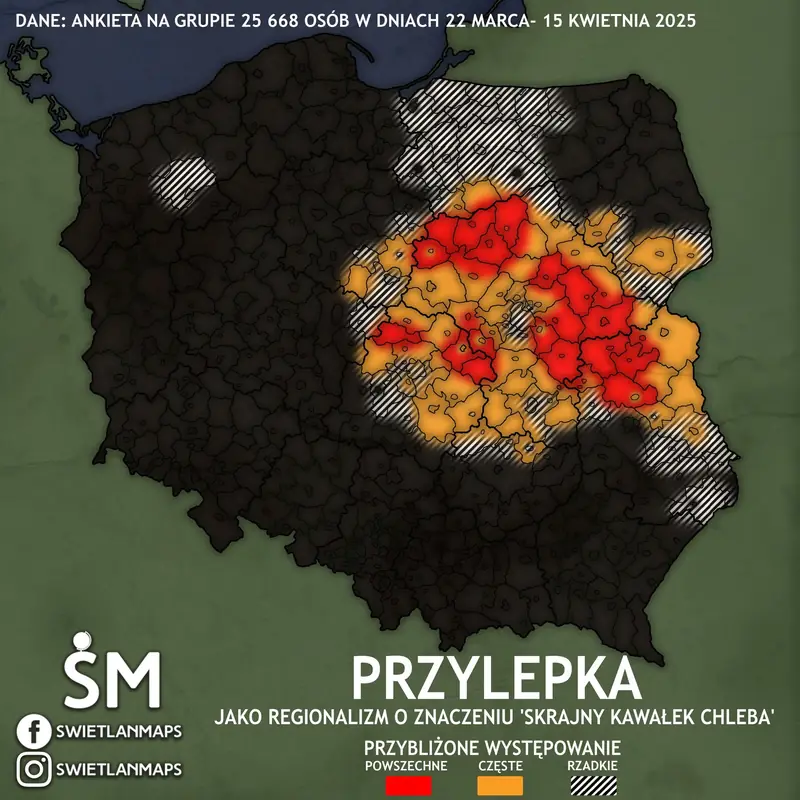 DANE: ANKIETA NA GRUPIE 25 668 OSÓB W DNIACH 22 MARCA- 15 KWIETNIA 2025
ŚM
SWIETLANMAPS
SWIETLANMAPS
PRZYLEPKA
JAKO REGIONALIZM O ZNACZENIU 'SKRAJNY KAWAŁEK CHLEBA'
PRZYBLIŻONE WYSTĘPOWANIE
POWSZECHNE CZĘSTE RZADKIE